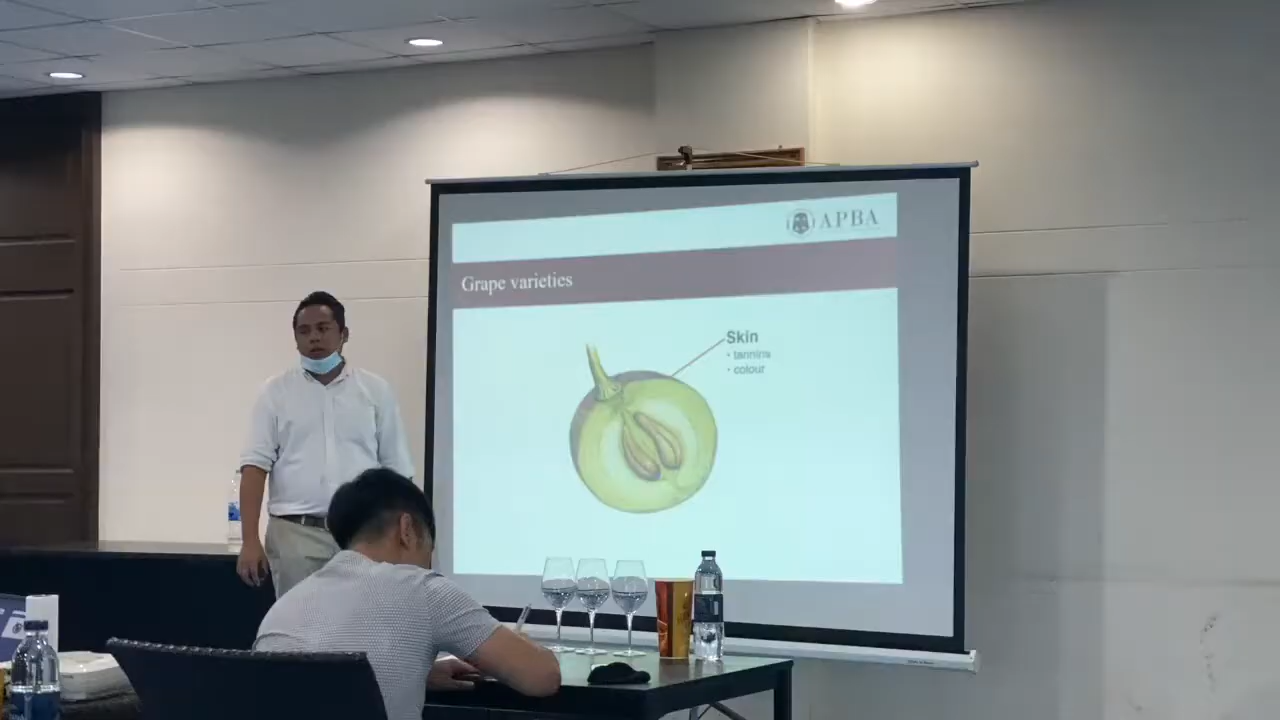 APBA
Grape varieties
Skin
• tannins
• colour